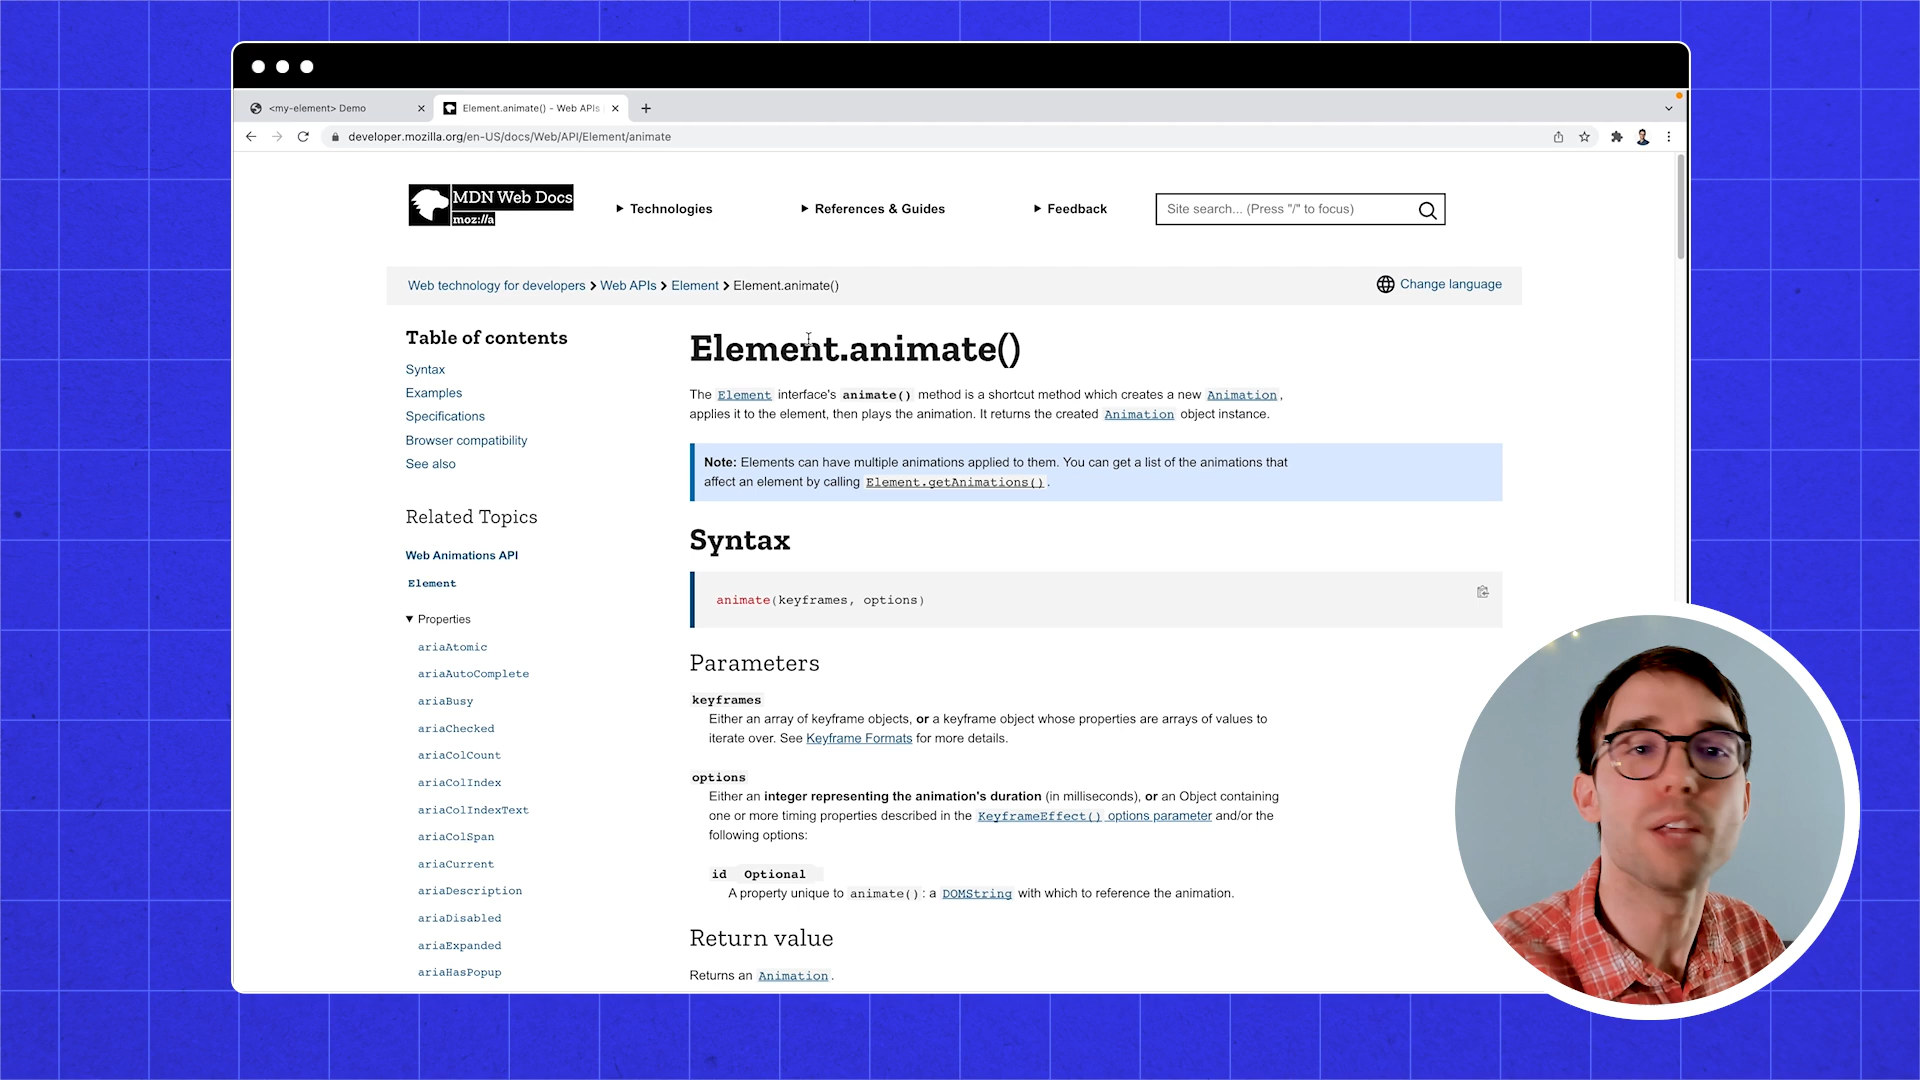 <my-element> Demo
Element.animate() - Web APIs
developer.mozilla.org/en-US/docs/Web/API/Element/animate
MDN Web Docs
moz://a
Technologies
References & Guides
Feedback
Site search... (Press "/" to focus)
Web technology for developers > Web APIs > Element > Element.animate()
Change language
Table of contents
Syntax
Examples
Specifications
Browser compatibility
See also
Related Topics
Web Animations API
Element
Properties
ariaAtomic
ariaAutoComplete
ariaBusy
ariaChecked
ariaColCount
ariaColIndex
ariaColIndexText
ariaColSpan
ariaCurrent
ariaDescription
ariaDisabled
ariaExpanded
ariaHasPopup
Element.animate()
The Element interface's animate() method is a shortcut method which creates a new Animation,
applies it to the element, then plays the animation. It returns the created Animation object instance.
Note: Elements can have multiple animations applied to them. You can get a list of the animations that
affect an element by calling Element.getAnimations().
Syntax
animate(keyframes, options)
Parameters
keyframes
Either an array of keyframe objects, or a keyframe object whose properties are arrays of values to
iterate over. See Keyframe Formats for more details.
options
Either an integer representing the animation's duration (in milliseconds), or an Object containing
one or more timing properties described in the KeyframeEffect() options parameter and/or the
following options:
id Optional
A property unique to animate(): a DOMString with which to reference the animation.
Return value
Returns an Animation.